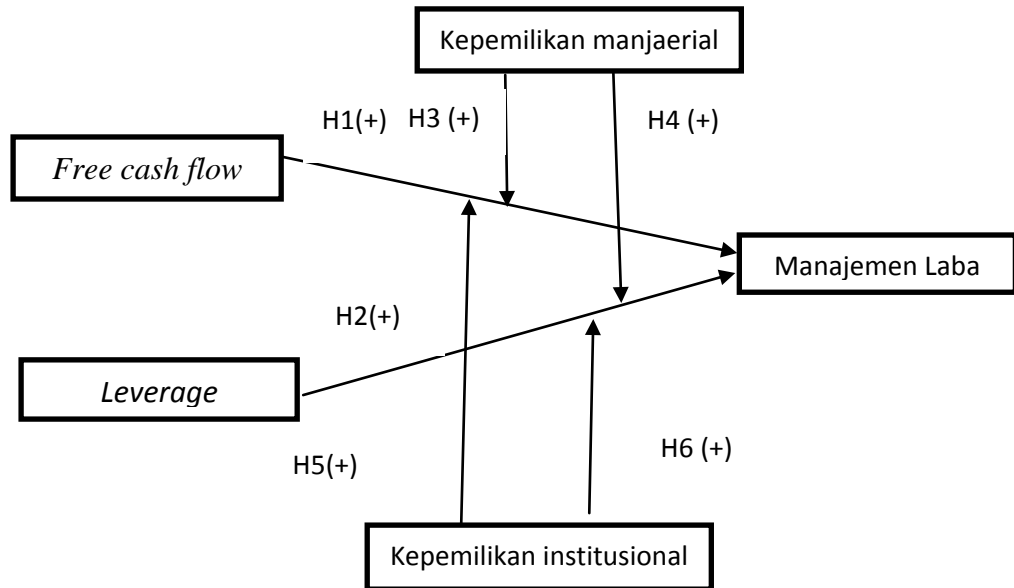 Kepemilikan manjaerial
H1(+)
H3 (+)
H4 (+)
Free cash flow
Manajemen Laba
H2(+)
Leverage
H5(+)
H6 (+)
Kepemilikan institusional